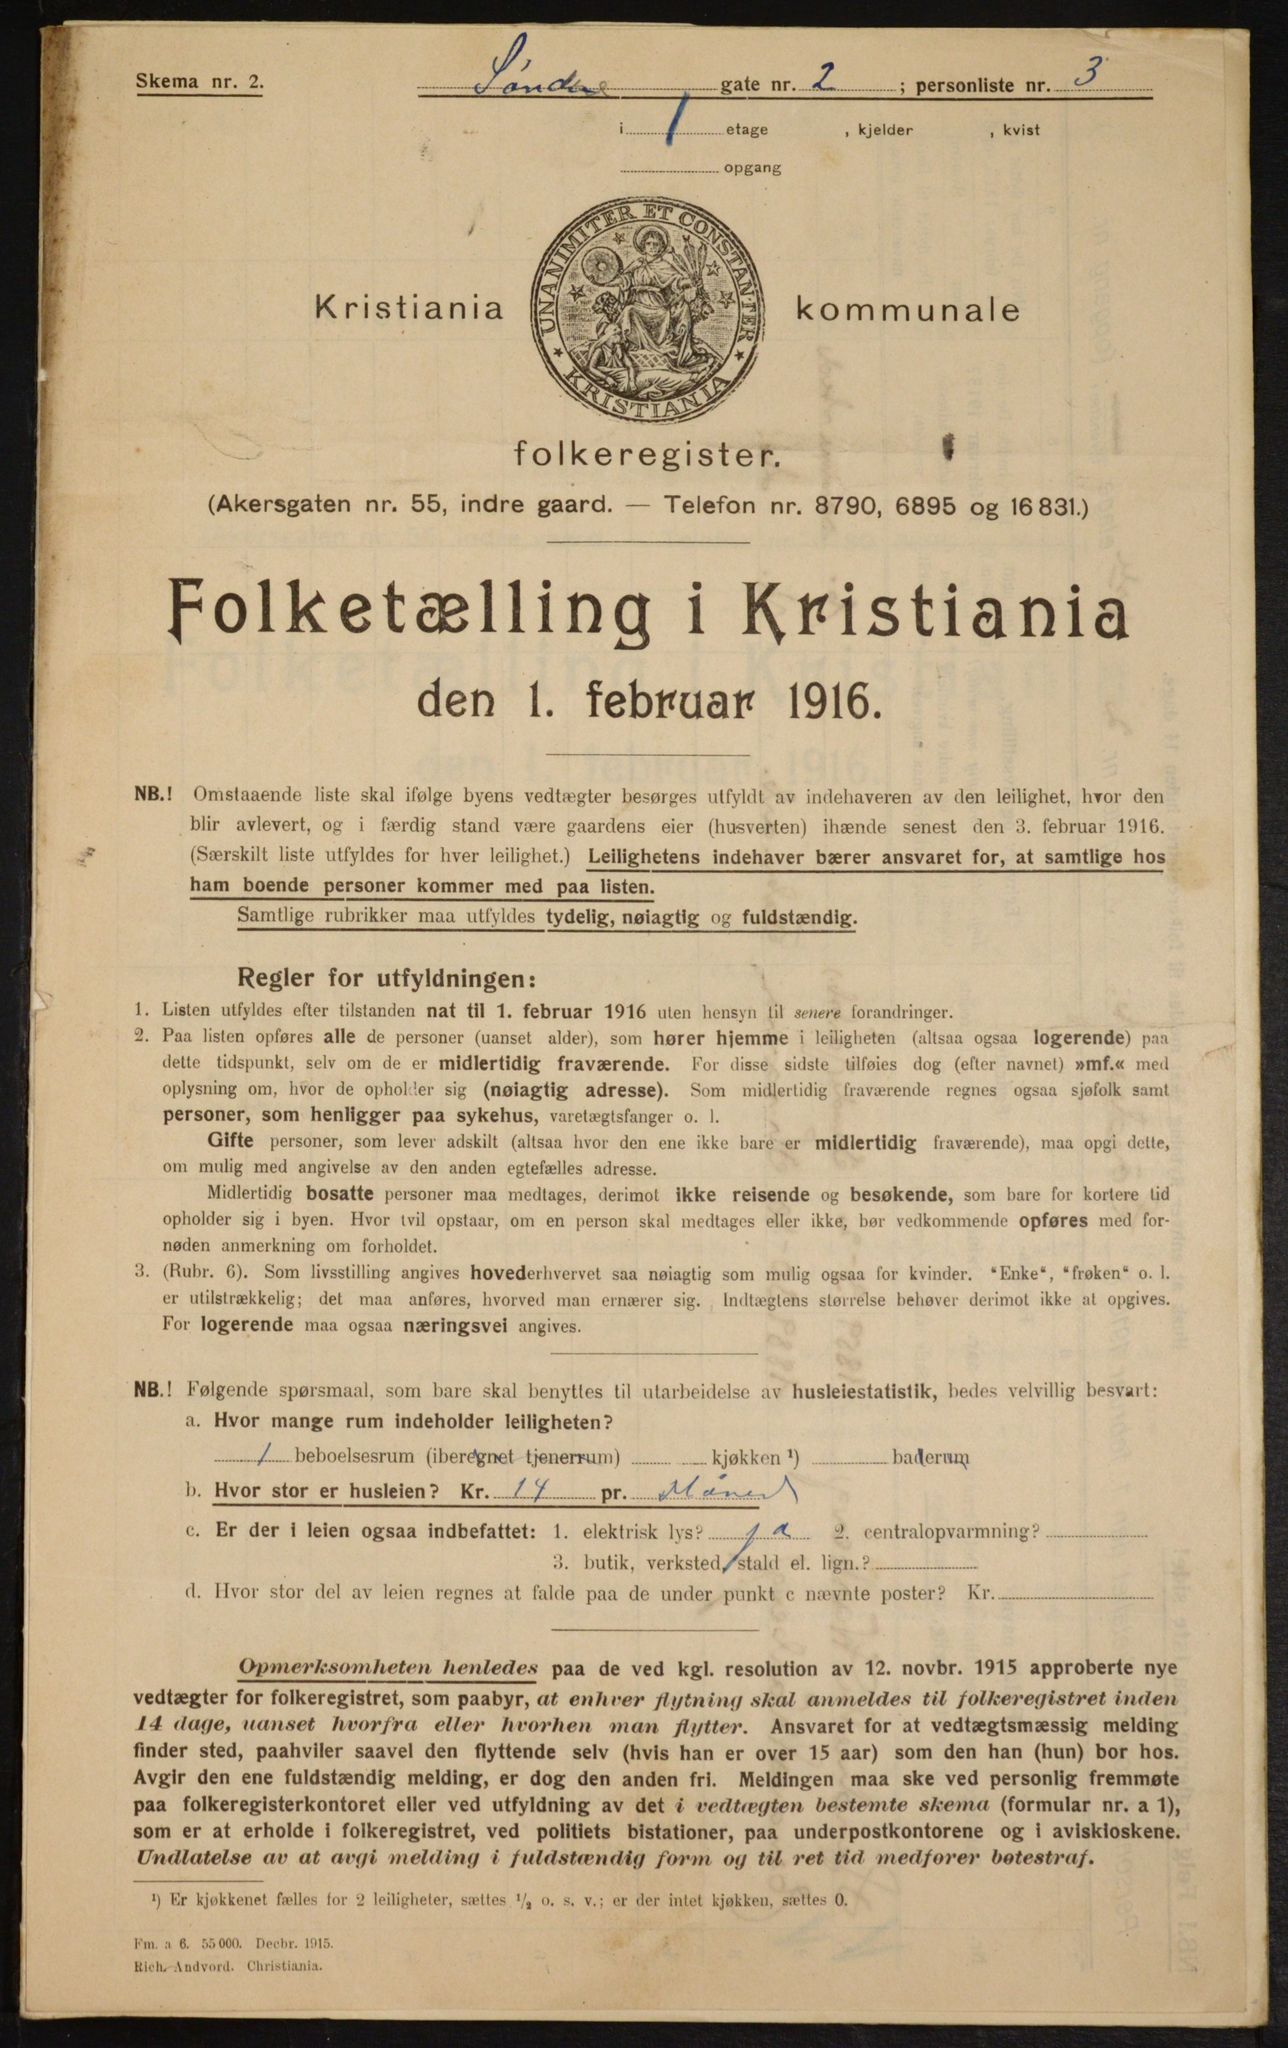 Skema nr. 2.
Søndre gate nr. 2 ; personliste nr. 3
i 1 etage , kjelder , kvist
opgang
UNANIMITER ET CONSTANTER
KRISTIANIA
Kristiania kommunale
folkeregister.
(Akersgaten nr. 55, indre gaard. — Telefon nr. 8790, 6895 og 16 831.)
Folketælling i Kristiania
den 1. februar 1916.
NB.! Omstaaende liste skal ifølge byens vedtægter besørges utfyldt av indehaveren av den leilighet, hvor den
blir avlevert, og i færdig stand være gaardens eier (husverten) ihænde senest den 3. februar 1916.
(Særskilt liste utfyldes for hver leilighet.) Leilighetens indehaver bærer ansvaret for, at samtlige hos
ham boende personer kommer med paa listen.
Samtlige rubrikker maa utfyldes tydelig, nøiagtig og fuldstændig.
Regler for utfyldningen:
1. Listen utfyldes efter tilstanden nat til 1. februar 1916 uten hensyn til senere forandringer.
2. Paa listen opføres alle de personer (uanset alder), som hører hjemme i leiligheten (altsaa ogsaa logerende) paa
dette tidspunkt, selv om de er midlertidig fraværende. For disse sidste tilføies dog (efter navnet) »mf.« med
oplysning om, hvor de opholder sig (nøiagtig adresse). Som midlertidig fraværende regnes ogsaa sjøfolk samt
personer, som henligger paa sykehus, varetægtsfanger o. l.
Gifte personer, som lever adskilt (altsaa hvor den ene ikke bare er midlertidig fraværende), maa opgi dette,
om mulig med angivelse av den anden egtefælles adresse.
Midlertidig bosatte personer maa medtages, derimot ikke reisende og besøkende, som bare for kortere tid
opholder sig i byen. Hvor tvil opstaar, om en person skal medtages eller ikke, bør vedkommende opføres med for-
nøden anmerkning om forholdet.
3. (Rubr. 6). Som livsstilling angives hovederhvervet saa nøiagtig som mulig ogsaa for kvinder. "Enke", "frøken" o. l.
er utilstrækkelig; det maa anføres, hvorved man ernærer sig. Indtægtens størrelse behøver derimot ikke at opgives.
For logerende maa ogsaa næringsvei angives.
NB.! Følgende spørsmaal, som bare skal benyttes til utarbeidelse av husleiestatistik, bedes velvillig besvart:
a. Hvor mange rum indeholder leiligheten?
1 beboelsesrum (iberegnet tjenerrum) kjøkken ¹) baderum
b. Hvor stor er husleien? Kr. 14 pr. Måned
c. Er der i leien ogsaa indbefattet: 1. elektrisk lys? ja 2. centralopvarmning?
3. butik, verksted, stald el. lign.?
d. Hvor stor del av leien regnes at falde paa de under punkt c nævnte poster? Kr.
Opmerksomheten henledes paa de ved kgl. resolution av 12. novbr. 1915 approberte nye
vedtægter for folkeregistret, som paabyr, at enhver flytning skal anmeldes til folkeregistret inden
14 dage, uanset hvorfra eller hvorhen man flytter. Ansvaret for at vedtægtsmæssig melding
finder sted, paahviler saavel den flyttende selv (hvis han er over 15 aar) som den han (hun) bor hos.
Avgir den ene fuldstændig melding, er dog den anden fri. Meldingen maa ske ved personlig fremmøte
paa folkeregisterkontoret eller ved utfyldning av det i vedtægten bestemte skema (formular nr. a 1),
som er at erholde i folkeregistret, ved politiets bistationer, paa underpostkontorene og i aviskioskene.
Undlatelse av at avgi melding i fuldstændig form og til ret tid medfører bøtestraf.
¹) Er kjøkkenet fælles for 2 leiligheter, sættes ½ o. s. v.; er der intet kjøkken, sættes 0.
Fm. a 6. 55 000. Decbr. 1915.
Rich. Andvord. Christiania.